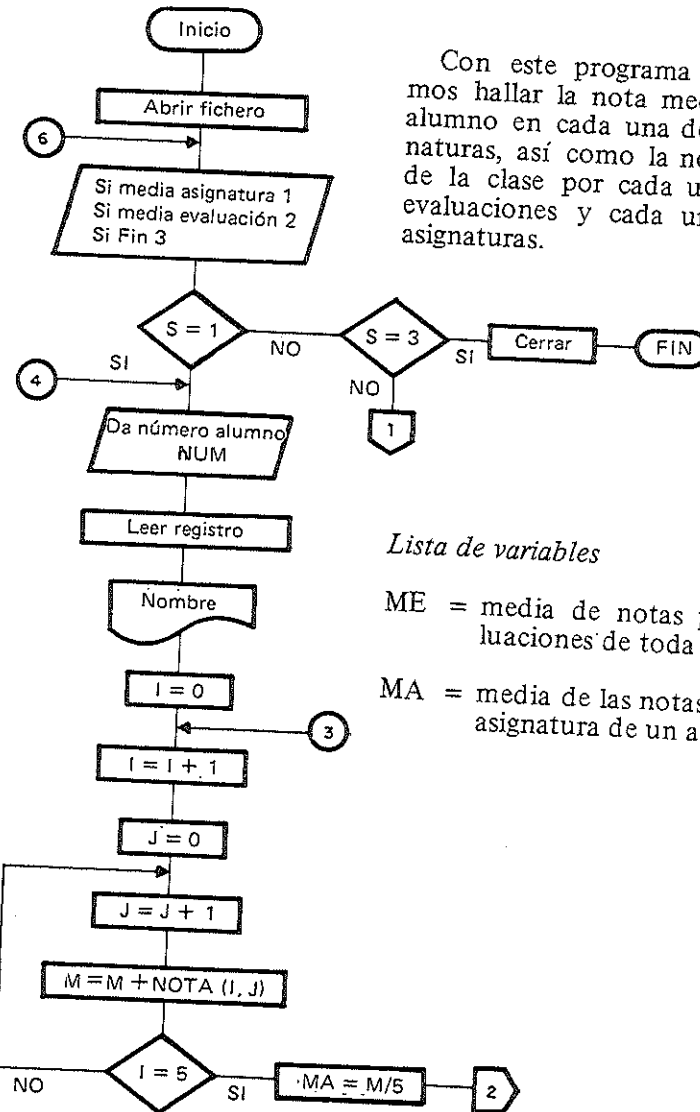 Inicio
Con este programa
mos hallar la nota me
Abrir fichero
alumno en cada una de
6
naturas, así como la
de la clase por cada
Si media asignatura 1
Si media evaluación 2
Si Fin 3
evaluaciones y cada
asignaturas.
S = 1
NO
S = 3
SI
Cerrar
FIN
SI
4
NO
1
Da número alumno
NUM
Leer registro
Lista de variables
Nombre
ME = media de notas
luaciones de toda
I = 0
MA = media de las notas
asignatura de un a
3
I = I + 1
J = 0
J = J + 1
M = M + NOTA (I, J)
I = 5
NO
SI
MA = M/5
2